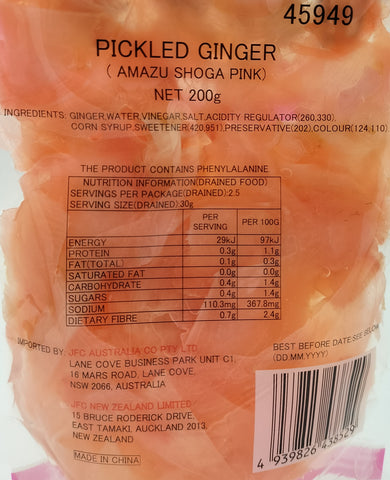 45949
PICKLED GINGER
( AMAZU SHOGA PINK)
NET 200g
INGREDIENTS: GINGER,WATER,VINEGAR,SALT,ACIDITY REGULATOR(260,330),
CORN SYRUP,SWEETENER(420,951),PRESERVATIVE(202),COLOUR(124,110)
THE PRODUCT CONTAINS PHENYLALANINE
NUTRITION INFORMATION(DRAINED FOOD)
SERVINGS PER PACKAGE(DRAINED):2.5
SERVING SIZE(DRAINED):30g
PER SERVING PER 100G
ENERGY 29kJ 97kJ
PROTEIN 0.3g 1.1g
FAT(TOTAL) 0.1g 0.3g
SATURATED FAT 0.0g 0.0g
CARBOHYDRATE 0.4g 1.4g
SUGARS 0.4g 1.4g
SODIUM 110.3mg 367.8mg
DIETARY FIBRE 0.7g 2.4g
IMPORTED BY: JFC AUSTRALIA CO PTY LTD
LANE COVE BUSINESS PARK UNIT C1,
16 MARS ROAD, LANE COVE,
NSW 2066, AUSTRALIA
JFC NEW ZEALAND LIMITED
15 BRUCE RODERICK DRIVE,
EAST TAMAKI, AUCKLAND 2013,
NEW ZEALAND
MADE IN CHINA
BEST BEFORE DATE:SEE BELOW
(DD.MM.YYYY)
4 939826 458529